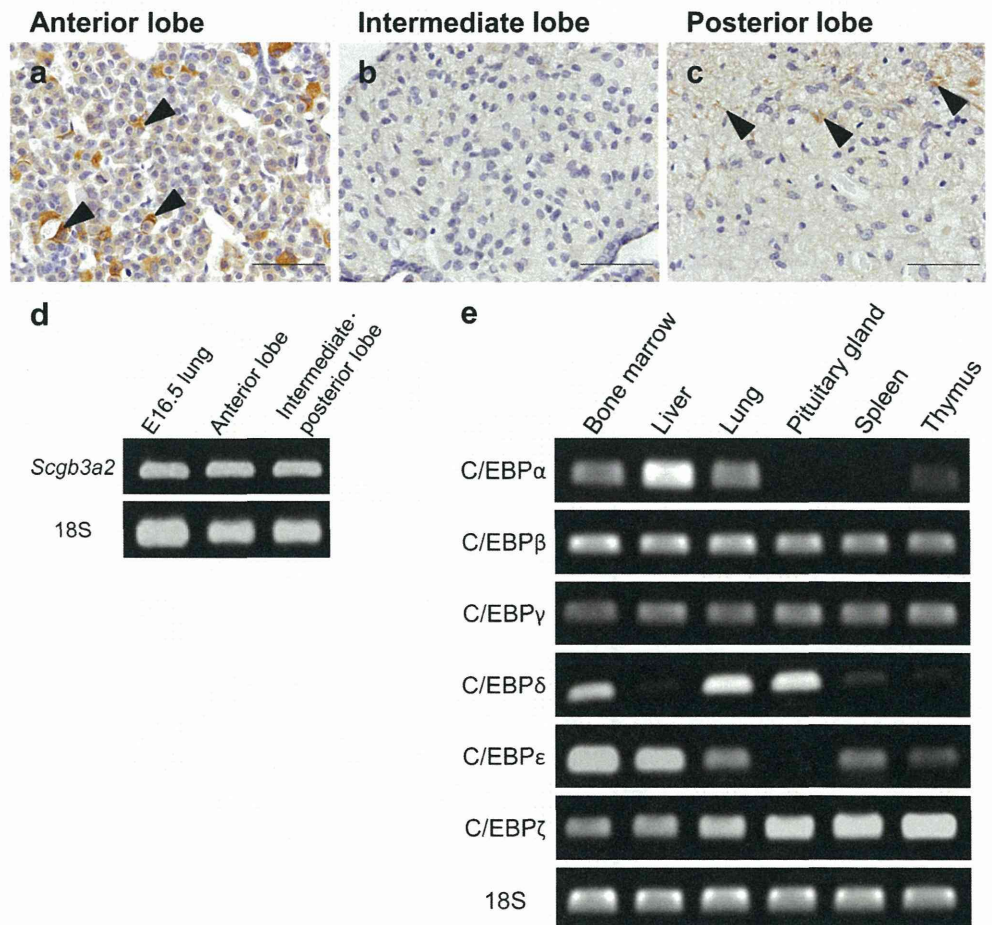 Anterior lobe
Intermediate lobe
Posterior lobe
a
b
c
d
E16.5 lung
Anterior lobe
Intermediate·
posterior lobe
Scgb3a2
18S
e
Bone marrow
Liver
Lung
Pituitary gland
Spleen
Thymus
C/EBPα
C/EBPβ
C/EBPγ
C/EBPδ
C/EBPε
C/EBPζ
18S